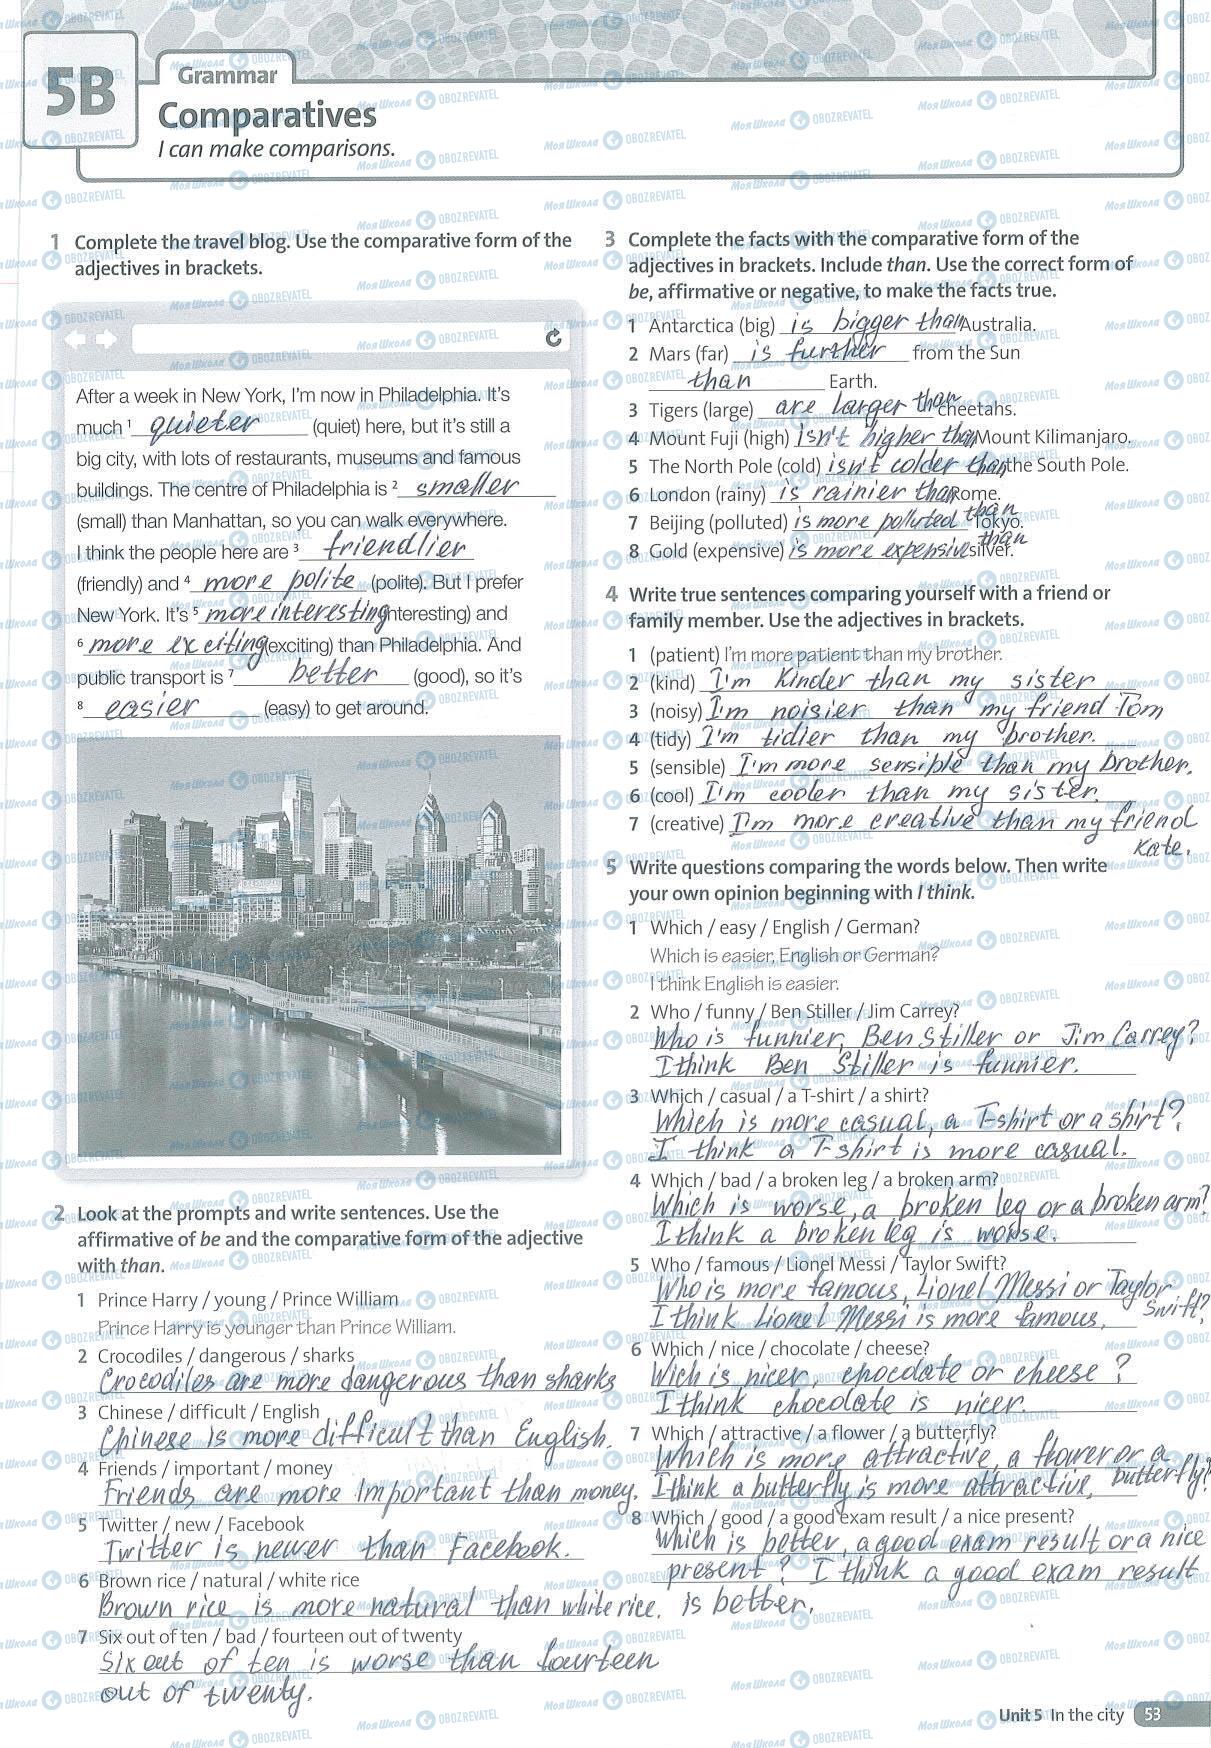 5B
Grammar
Comparatives
I can make comparisons.
1 Complete the travel blog. Use the comparative form of the
adjectives in brackets.
After a week in New York, I'm now in Philadelphia. It's
much 1 quieter (quiet) here, but it's still a
big city, with lots of restaurants, museums and famous
buildings. The centre of Philadelphia is 2 smaller
(small) than Manhattan, so you can walk everywhere.
I think the people here are 3 friendlier
(friendly) and 4 more polite (polite). But I prefer
New York. It's 5 more interesting (interesting) and
6 more exciting (exciting) than Philadelphia. And
public transport is 7 better (good), so it's
8 easier (easy) to get around.
2 Look at the prompts and write sentences. Use the
affirmative of be and the comparative form of the adjective
with than.
1 Prince Harry / young / Prince William
Prince Harry is younger than Prince William.
2 Crocodiles / dangerous / sharks
Crocodiles are more dangerous than sharks
3 Chinese / difficult / English
Chinese is more difficult than English.
4 Friends / important / money
Friends are more important than money.
5 Twitter / new / Facebook
Twitter is newer than Facebook.
6 Brown rice / natural / white rice
Brown rice is more natural than white rice.
7 Six out of ten / bad / fourteen out of twenty
Six out of ten is worse than fourteen
out of twenty.
3 Complete the facts with the comparative form of the
adjectives in brackets. Include than. Use the correct form of
be, affirmative or negative, to make the facts true.
1 Antarctica (big) is bigger than Australia.
2 Mars (far) is further from the Sun
than Earth.
3 Tigers (large) are larger than cheetahs.
4 Mount Fuji (high) isn't higher than Mount Kilimanjaro.
5 The North Pole (cold) isn't colder than the South Pole.
6 London (rainy) is rainier than Rome.
7 Beijing (polluted) is more polluted than Tokyo.
8 Gold (expensive) is more expensive than silver.
4 Write true sentences comparing yourself with a friend or
family member. Use the adjectives in brackets.
1 (patient) I'm more patient than my brother.
2 (kind) I'm kinder than my sister
3 (noisy) I'm noisier than my friend Tom
4 (tidy) I'm tidier than my brother.
5 (sensible) I'm more sensible than my brother.
6 (cool) I'm cooler than my sister.
7 (creative) I'm more creative than my friend
Kate.
5 Write questions comparing the words below. Then write
your own opinion beginning with I think.
1 Which / easy / English / German?
Which is easier, English or German?
I think English is easier.
2 Who / funny / Ben Stiller / Jim Carrey?
Who is funnier, Ben Stiller or Jim Carrey?
I think Ben Stiller is funnier.
3 Which / casual / a T-shirt / a shirt?
Which is more casual, a T-shirt or a shirt?
I think a T-shirt is more casual.
4 Which / bad / a broken leg / a broken arm?
Which is worse, a broken leg or a broken arm?
I think a broken leg is worse.
5 Who / famous / Lionel Messi / Taylor Swift?
Who is more famous, Lionel Messi or Taylor
Swift?
I think Lionel Messi is more famous.
6 Which / nice / chocolate / cheese?
Wich is nicer, chocolate or cheese?
I think chocolate is nicer.
7 Which / attractive / a flower / a butterfly?
Which is more attractive, a flower or a
butterfly?
I think a butterfly is more attractive.
8 Which / good / a good exam result / a nice present?
Which is better, a good exam result or a nice
present? I think a good exam result
is better.
Unit 5 In the city 53
МояШкола OBOZREVATEL